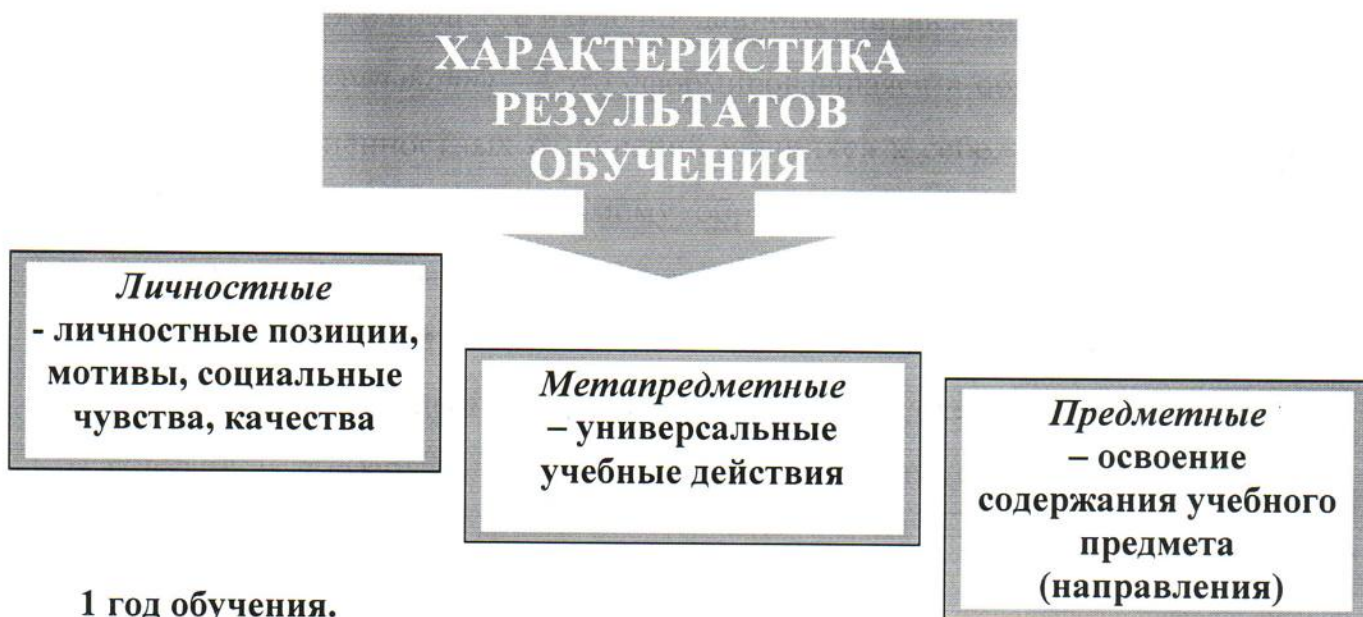 ХАРАКТЕРИСТИКА
РЕЗУЛЬТАТОВ
ОБУЧЕНИЯ
Личностные
- личностные позиции,
мотивы, социальные
чувства, качества
Метапредметные
– универсальные
учебные действия
Предметные
– освоение
содержания учебного
предмета
(направления)
1 год обучения.